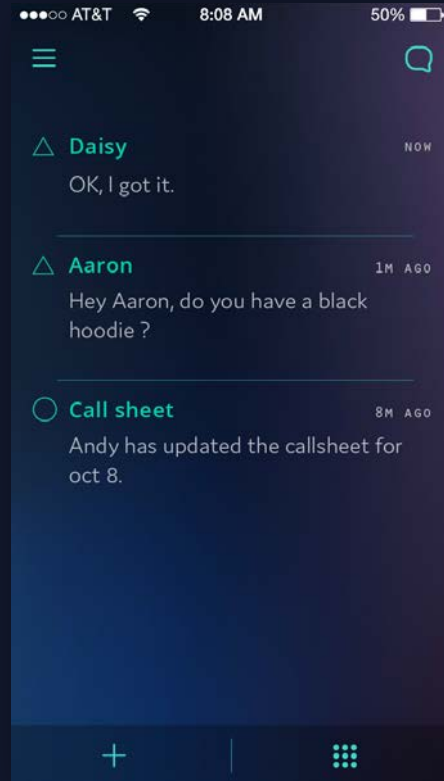 AT&T 8:08 AM 50%
Daisy NOW
OK, I got it.
Aaron 1M AGO
Hey Aaron, do you have a black
hoodie ?
Call sheet 8M AGO
Andy has updated the callsheet for
oct 8.